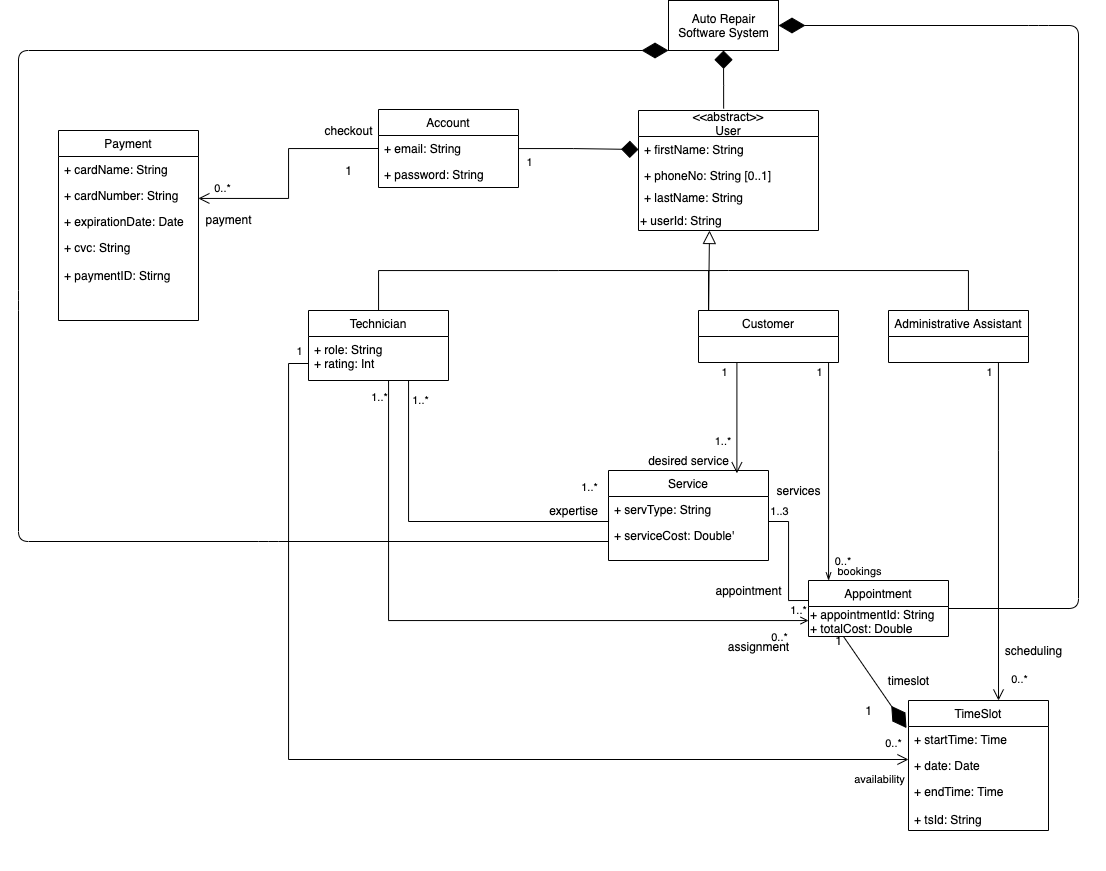 Auto Repair
Software System
<<abstract>>
User
+ firstName: String
+ phoneNo: String [0..1]
+ lastName: String
+ userId: String
Account
+ email: String
+ password: String
1
checkout
1
0..*
payment
Payment
+ cardName: String
+ cardNumber: String
+ expirationDate: Date
+ cvc: String
+ paymentID: Stirng
Technician
+ role: String
+ rating: Int
1
1..*
1..*
Customer
1
1
Administrative Assistant
1
1..*
desired service
1..*
expertise
Service
+ servType: String
+ serviceCost: Double'
services
1..3
0..*
bookings
appointment
1..*
Appointment
+ appointmentId: String
+ totalCost: Double
0..*
assignment
1
timeslot
1
scheduling
0..*
0..*
availability
TimeSlot
+ startTime: Time
+ date: Date
+ endTime: Time
+ tsId: String